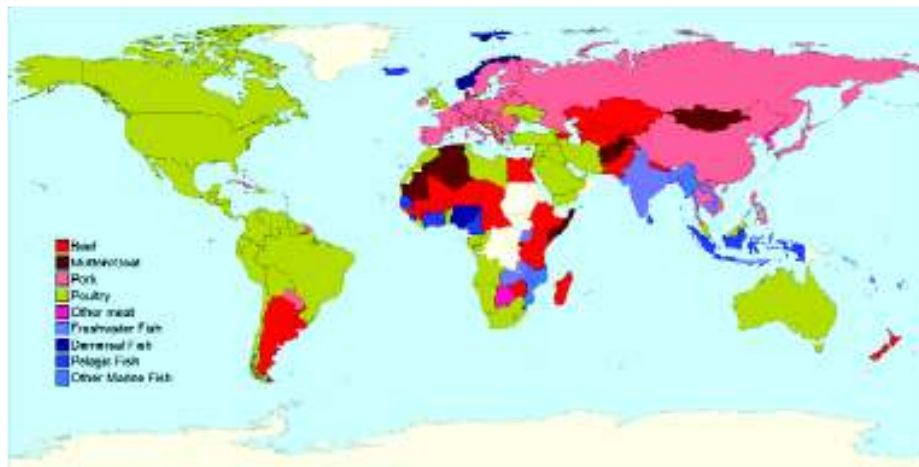 Beef
Mutton/Goat
Pork
Poultry
Other meat
Freshwater Fish
Demersal Fish
Pelagic Fish
Other Marine Fish